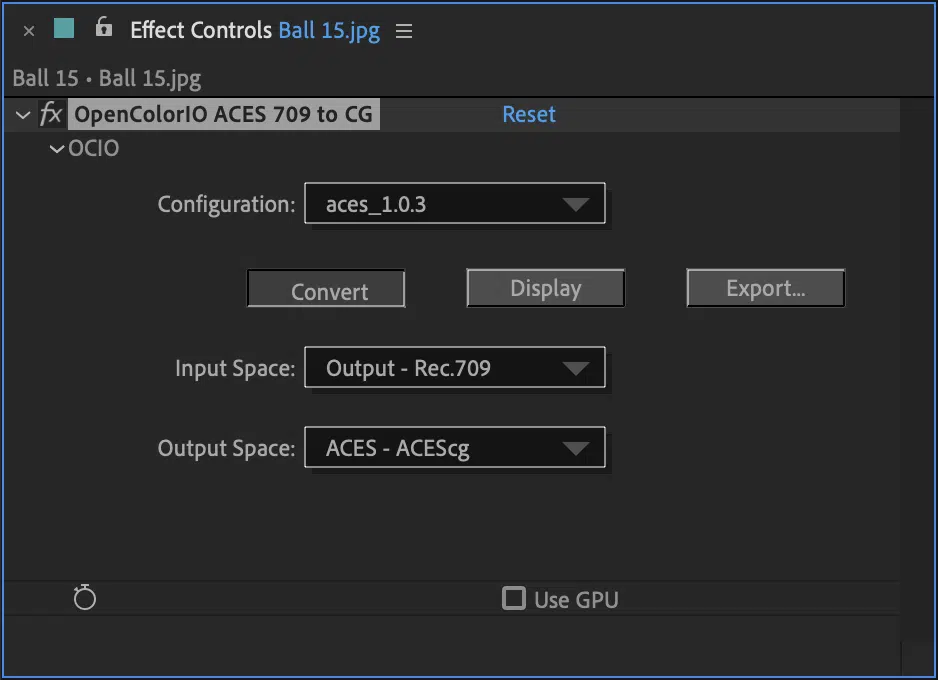 Effect Controls Ball 15.jpg
Ball 15 • Ball 15.jpg
fx OpenColorIO ACES 709 to CG Reset
OCIO
Configuration: aces_1.0.3
Convert Display Export...
Input Space: Output - Rec.709
Output Space: ACES - ACEScg
Use GPU